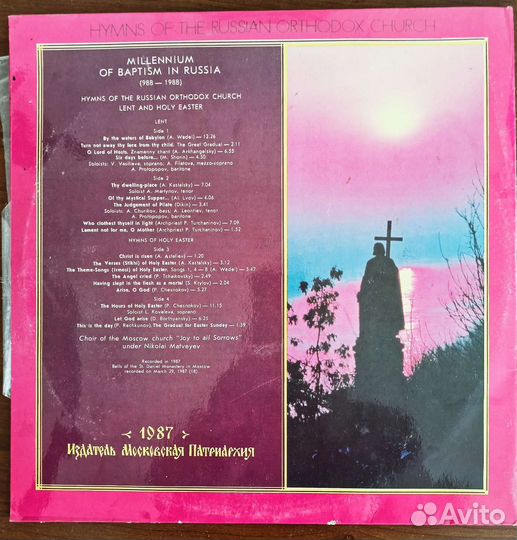 HYMNS OF THE RUSSIAN ORTHODOX CHURCH
MILLENNIUM
OF BAPTISM IN RUSSIA
(988 — 1988)
HYMNS OF THE RUSSIAN ORTHODOX CHURCH
LENT AND HOLY EASTER
LENT
Side 1
By the waters of Babylon (A. Wedel) — 12.26
Turn not away thy face from thy child. The Great Gradual — 2.11
O Lord of Hosts. Znamenny chant (A. Arkhangelsky) — 6.55
Six days before... (M. Shorin) — 4.50
Soloists: V. Vasilieva, soprano; A. Filatova, mezzo-soprano
A. Protopopov, baritone
Side 2
Thy dwelling-place (A. Kastalsky) — 7.04
Soloist A. Martynov, tenor
Of thy Mystical Supper... (Al. Lvov) — 4.06
The Judgement of Pilate (Dikin) — 3.41
Soloists: A. Chunkov, bass; A. Leontiev, tenor
A. Protopopov, baritone
Who clothest thyself in light (Archpriest P. Turchaninov) — 7.09
Lament not for me, O Mother (Archpriest P. Turchaninov) — 1.52
HYMNS OF HOLY EASTER
Side 3
Christ is risen (A. Astafiev) — 1.20
The Verses (Stikhi) of Holy Easter (A. Kastalsky) — 3.12
The Theme-Songs (Irmosi) of Holy Easter. Songs 1, 4 — 8 (A. Wedel) — 5.47
The Angel cried (P. Tchaikovsky) — 2.49
Having slept in the flesh as a mortal (S. Krylov) — 2.04
Arise, O God (P. Chesnokov) — 5.27
Side 4
The Hours of Holy Easter (P. Chesnokov) — 11.15
Soloist L. Kovaleva, soprano
Let God arise (D. Bortnyansky) — 6.25
This is the day (P. Rachkunov). The Gradual for Easter Sunday — 1.39
Choir of the Moscow church "Joy to all Sorrows"
under Nikolai Matveyev
Recorded in 1987
Bells of the St. Daniel Monastery in Moscow
recorded on March 29, 1987 (18)
1987
Издатель Московская Патриархия
Avito